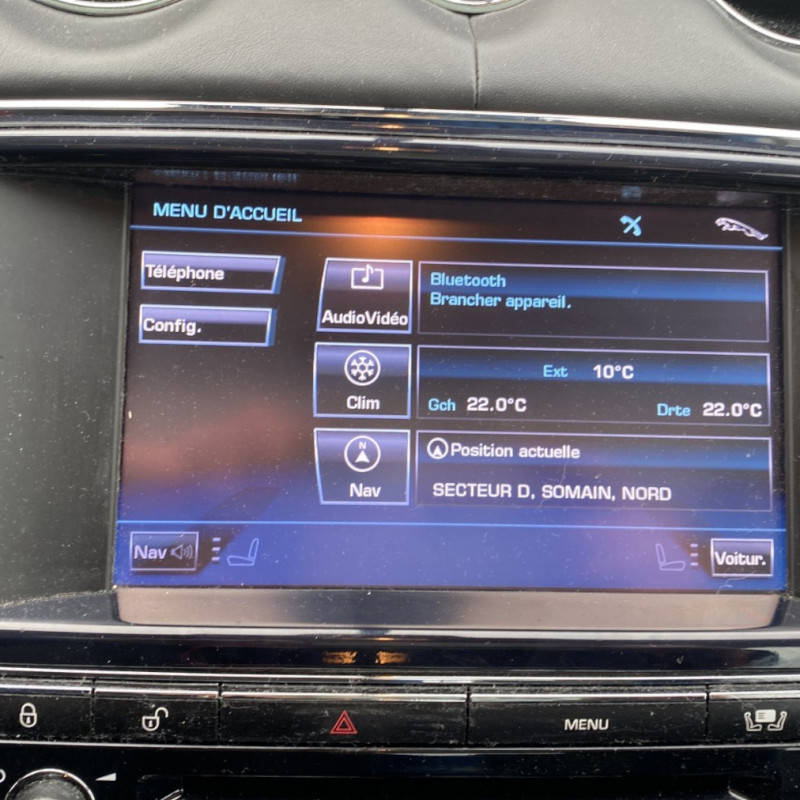 MENU D'ACCUEIL
Téléphone
Config.
AudioVidéo
Bluetooth
Brancher appareil.
Clim
Ext 10°C
Gch 22.0°C Drte 22.0°C
N
Nav
Position actuelle
SECTEUR D, SOMAIN, NORD
Nav
Voitur.
MENU